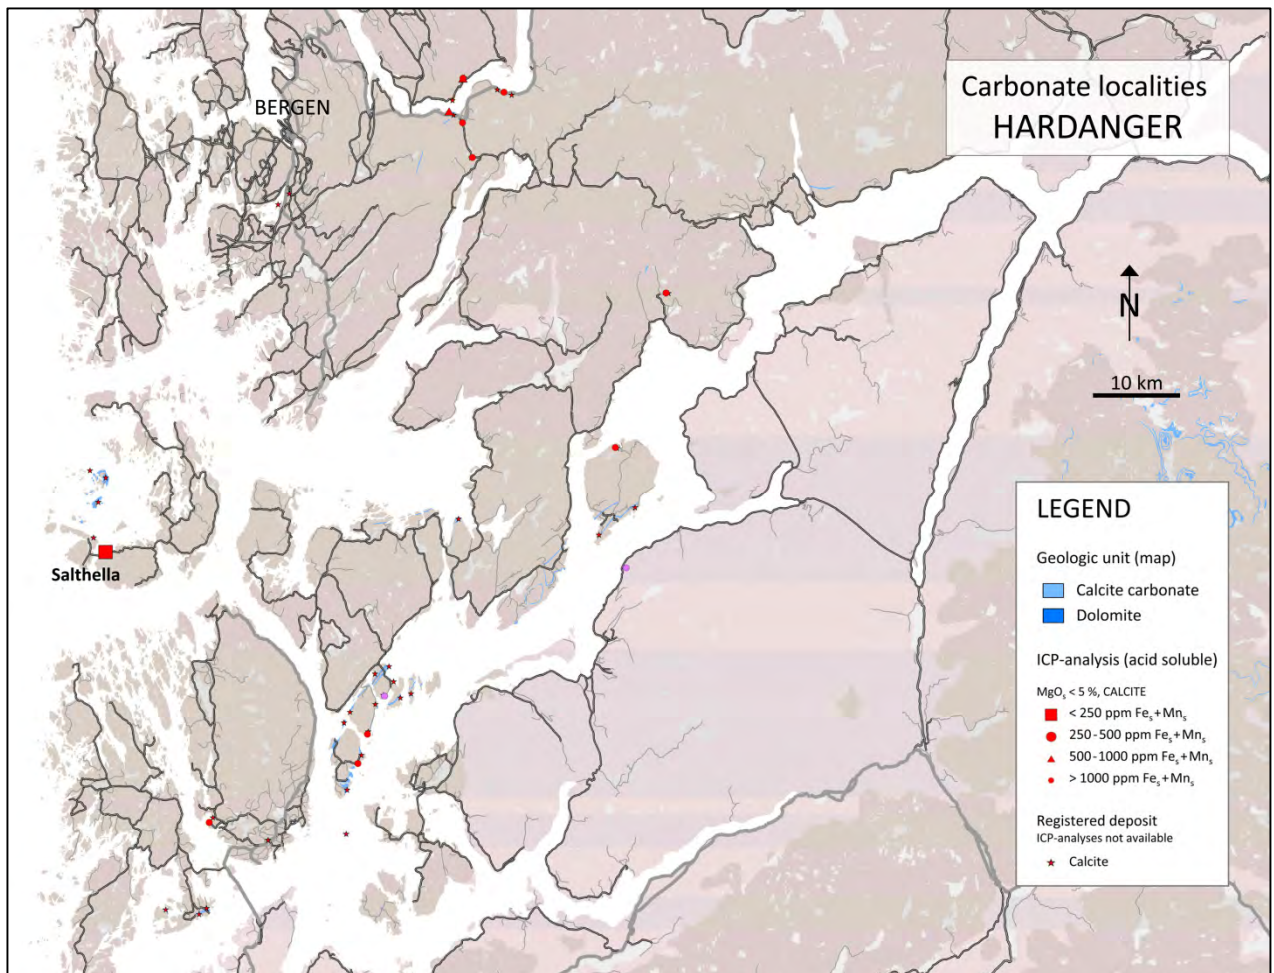 Carbonate localities
HARDANGER
BERGEN
N
10 km
Salthella
LEGEND
Geologic unit (map)
Calcite carbonate
Dolomite
ICP-analysis (acid soluble)
MgOₛ < 5 %, CALCITE
< 250 ppm Feₛ+Mnₛ
250-500 ppm Feₛ+Mnₛ
500-1000 ppm Feₛ+Mnₛ
> 1000 ppm Feₛ+Mnₛ
Registered deposit
ICP-analyses not available
Calcite